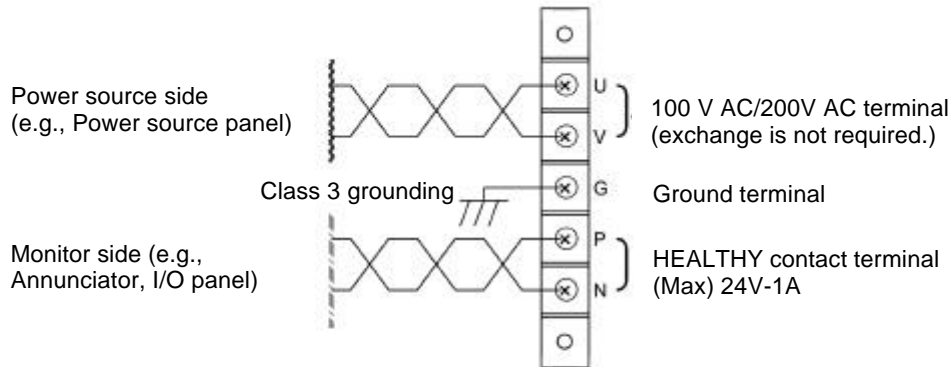 Power source side
(e.g., Power source panel)
U
V
100 V AC/200V AC terminal
(exchange is not required.)
Class 3 grounding
G
Ground terminal
Monitor side (e.g.,
Annunciator, I/O panel)
P
N
HEALTHY contact terminal
(Max) 24V-1A